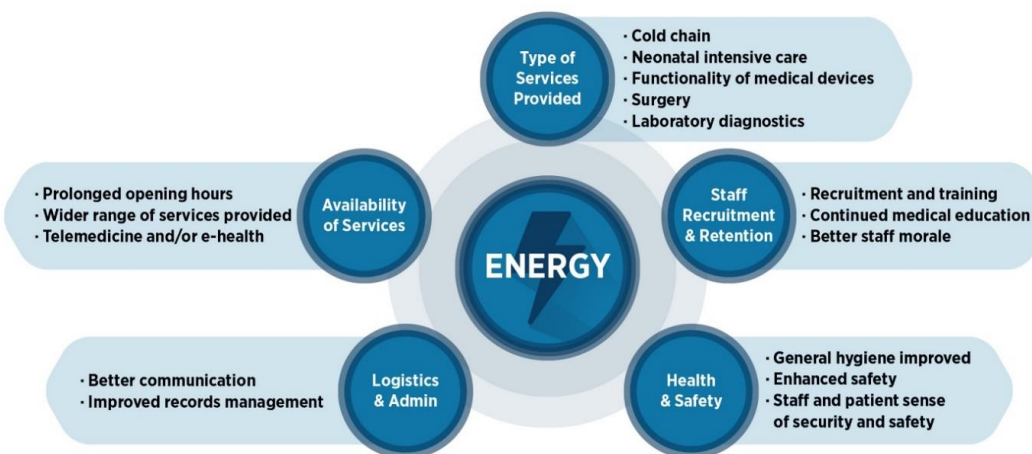 Type of
Services
Provided
· Cold chain
· Neonatal intensive care
· Functionality of medical devices
· Surgery
· Laboratory diagnostics
· Prolonged opening hours
· Wider range of services provided
· Telemedicine and/or e-health
Availability
of Services
Staff
Recruitment
& Retention
· Recruitment and training
· Continued medical education
· Better staff morale
ENERGY
· Better communication
· Improved records management
Logistics
& Admin
Health
& Safety
· General hygiene improved
· Enhanced safety
· Staff and patient sense
of security and safety